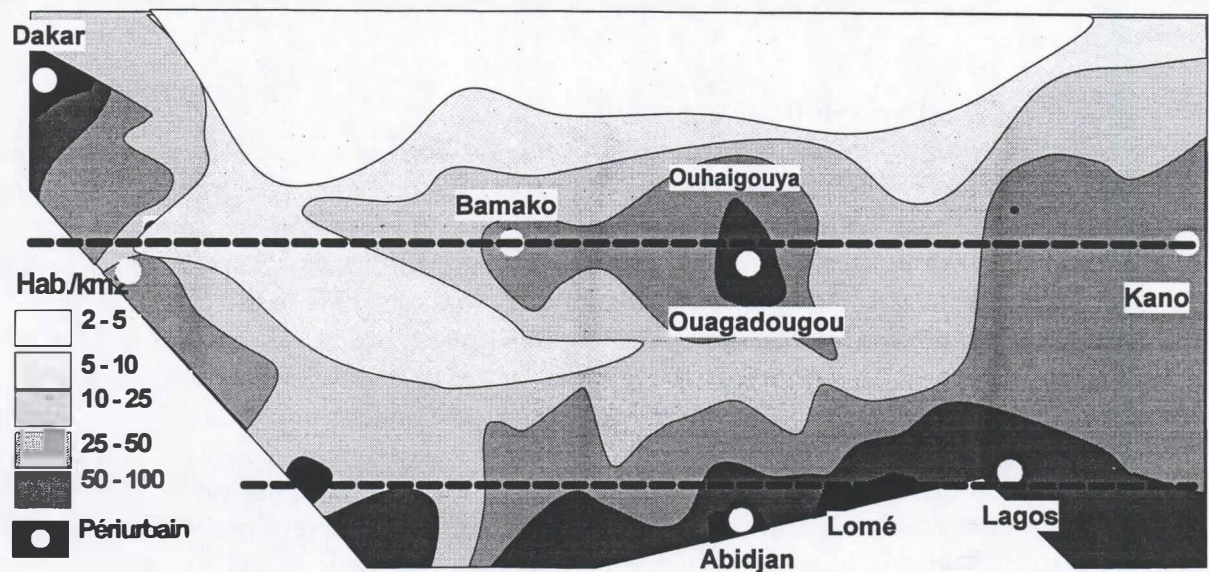 Dakar
Ouhaigouya
Bamako
Hab./km2
Kano
2 - 5
Ouagadougou
5 - 10
10 - 25
25 - 50
50 - 100
Périurbain
Lomé
Lagos
Abidjan